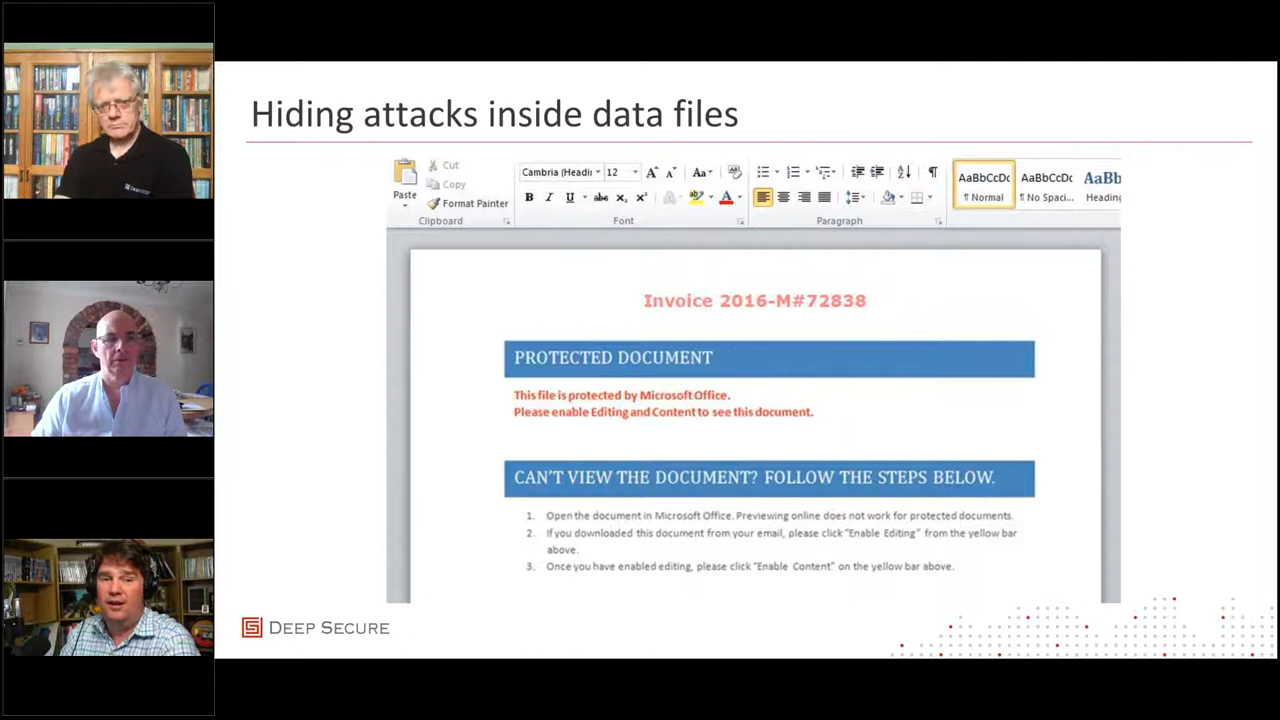 Hiding attacks inside data files
Cut
Copy
Format Painter
Paste
Clipboard
Cambria (Headi
12
Aa
B I U abc x₂ x²
A
Font
Paragraph
AaBbCcDc
¶ Normal
AaBbCcDc
¶ No Spaci...
AaBb
Heading
Invoice 2016-M#72838
PROTECTED DOCUMENT
This file is protected by Microsoft Office.
Please enable Editing and Content to see this document.
CAN'T VIEW THE DOCUMENT? FOLLOW THE STEPS BELOW.
1. Open the document in Microsoft Office. Previewing online does not work for protected documents.
2. If you downloaded this document from your email, please click "Enable Editing" from the yellow bar
above.
3. Once you have enabled editing, please click "Enable Content" on the yellow bar above.
DEEP SECURE